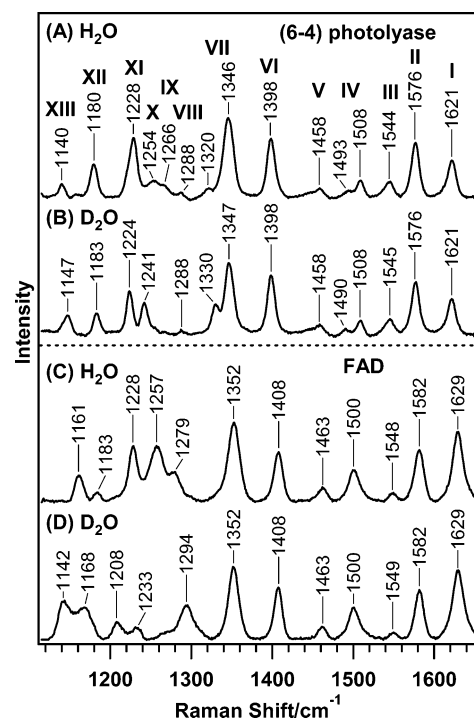 (A) H₂O (6-4) photolyase
XIII XII XI X IX VIII VII VI V IV III II I
1140 1180 1228 1254 1266 1288 1320 1346 1398 1458 1493 1508 1544 1576 1621
(B) D₂O
1147 1183 1224 1241 1288 1330 1347 1398 1458 1490 1508 1545 1576 1621
Intensity
(C) H₂O FAD
1161 1183 1228 1257 1279 1352 1408 1463 1500 1548 1582 1629
(D) D₂O
1142 1168 1208 1233 1294 1352 1408 1463 1500 1549 1582 1629
1200 1300 1400 1500 1600
Raman Shift/cm⁻¹